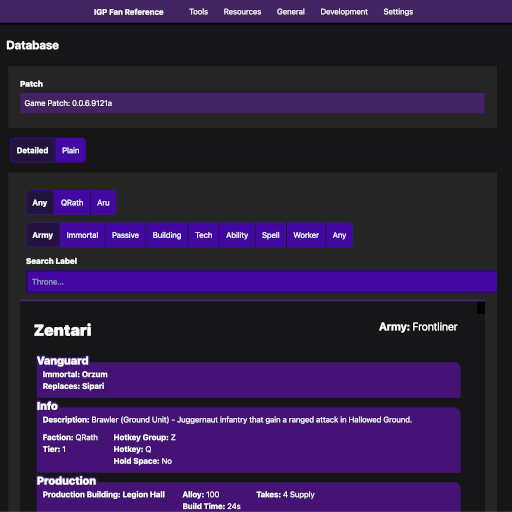 IGP Fan Reference Tools Resources General Development Settings
Database
Patch
Game Patch: 0.0.6.9121a
Detailed Plain
Any QRath Aru
Army Immortal Passive Building Tech Ability Spell Worker Any
Search Label
Throne...
Zentari Army: Frontliner
Vanguard
Immortal: Orzum
Replaces: Sipari
Info
Description: Brawler (Ground Unit) - Juggernaut infantry that gain a ranged attack in Hallowed Ground.
Faction: QRath Hotkey Group: Z
Tier: 1 Hotkey: Q
Hold Space: No
Production
Production Building: Legion Hall Alloy: 100 Takes: 4 Supply
Build Time: 24s